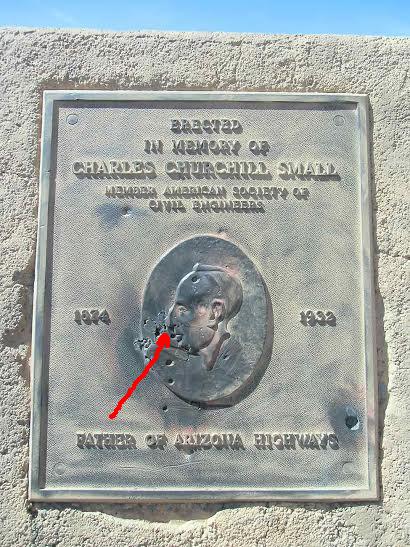 ERECTED
IN MEMORY OF
CHARLES CHURCHILL SMALL
MEMBER AMERICAN SOCIETY OF
CIVIL ENGINEERS
1874 1932
FATHER OF ARIZONA HIGHWAYS